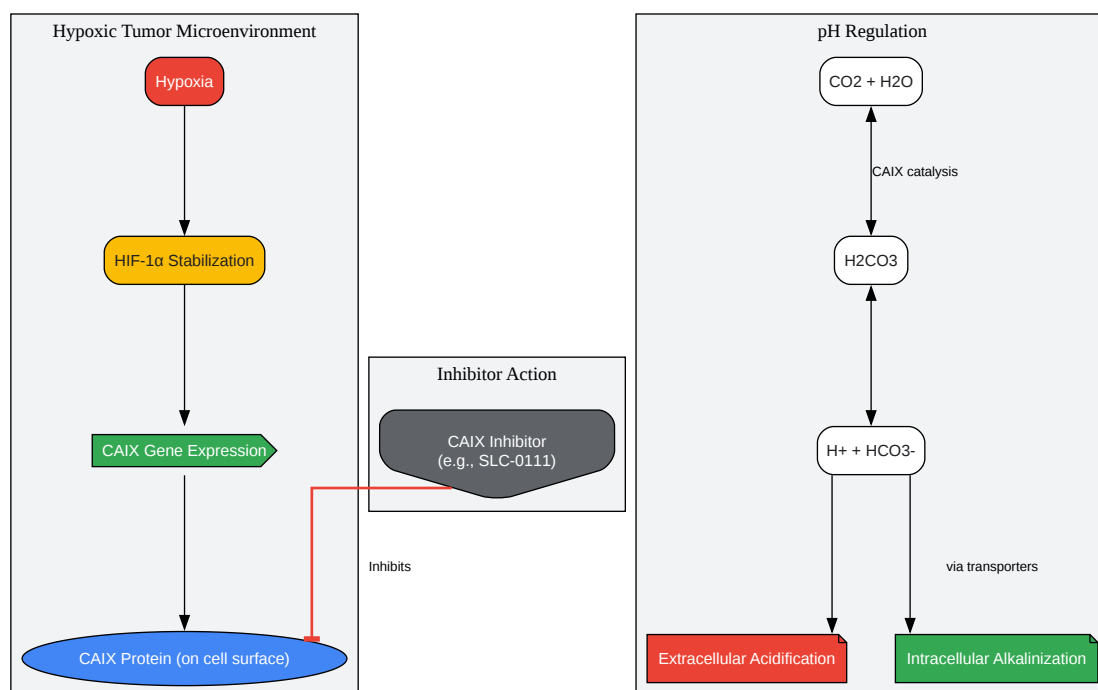 Hypoxic Tumor Microenvironment
Hypoxia
HIF-1α Stabilization
CAIX Gene Expression
CAIX Protein (on cell surface)
Inhibitor Action
CAIX Inhibitor
(e.g., SLC-0111)
Inhibits
pH Regulation
CO2 + H2O
CAIX catalysis
H2CO3
H+ + HCO3-
via transporters
Extracellular Acidification
Intracellular Alkalinization